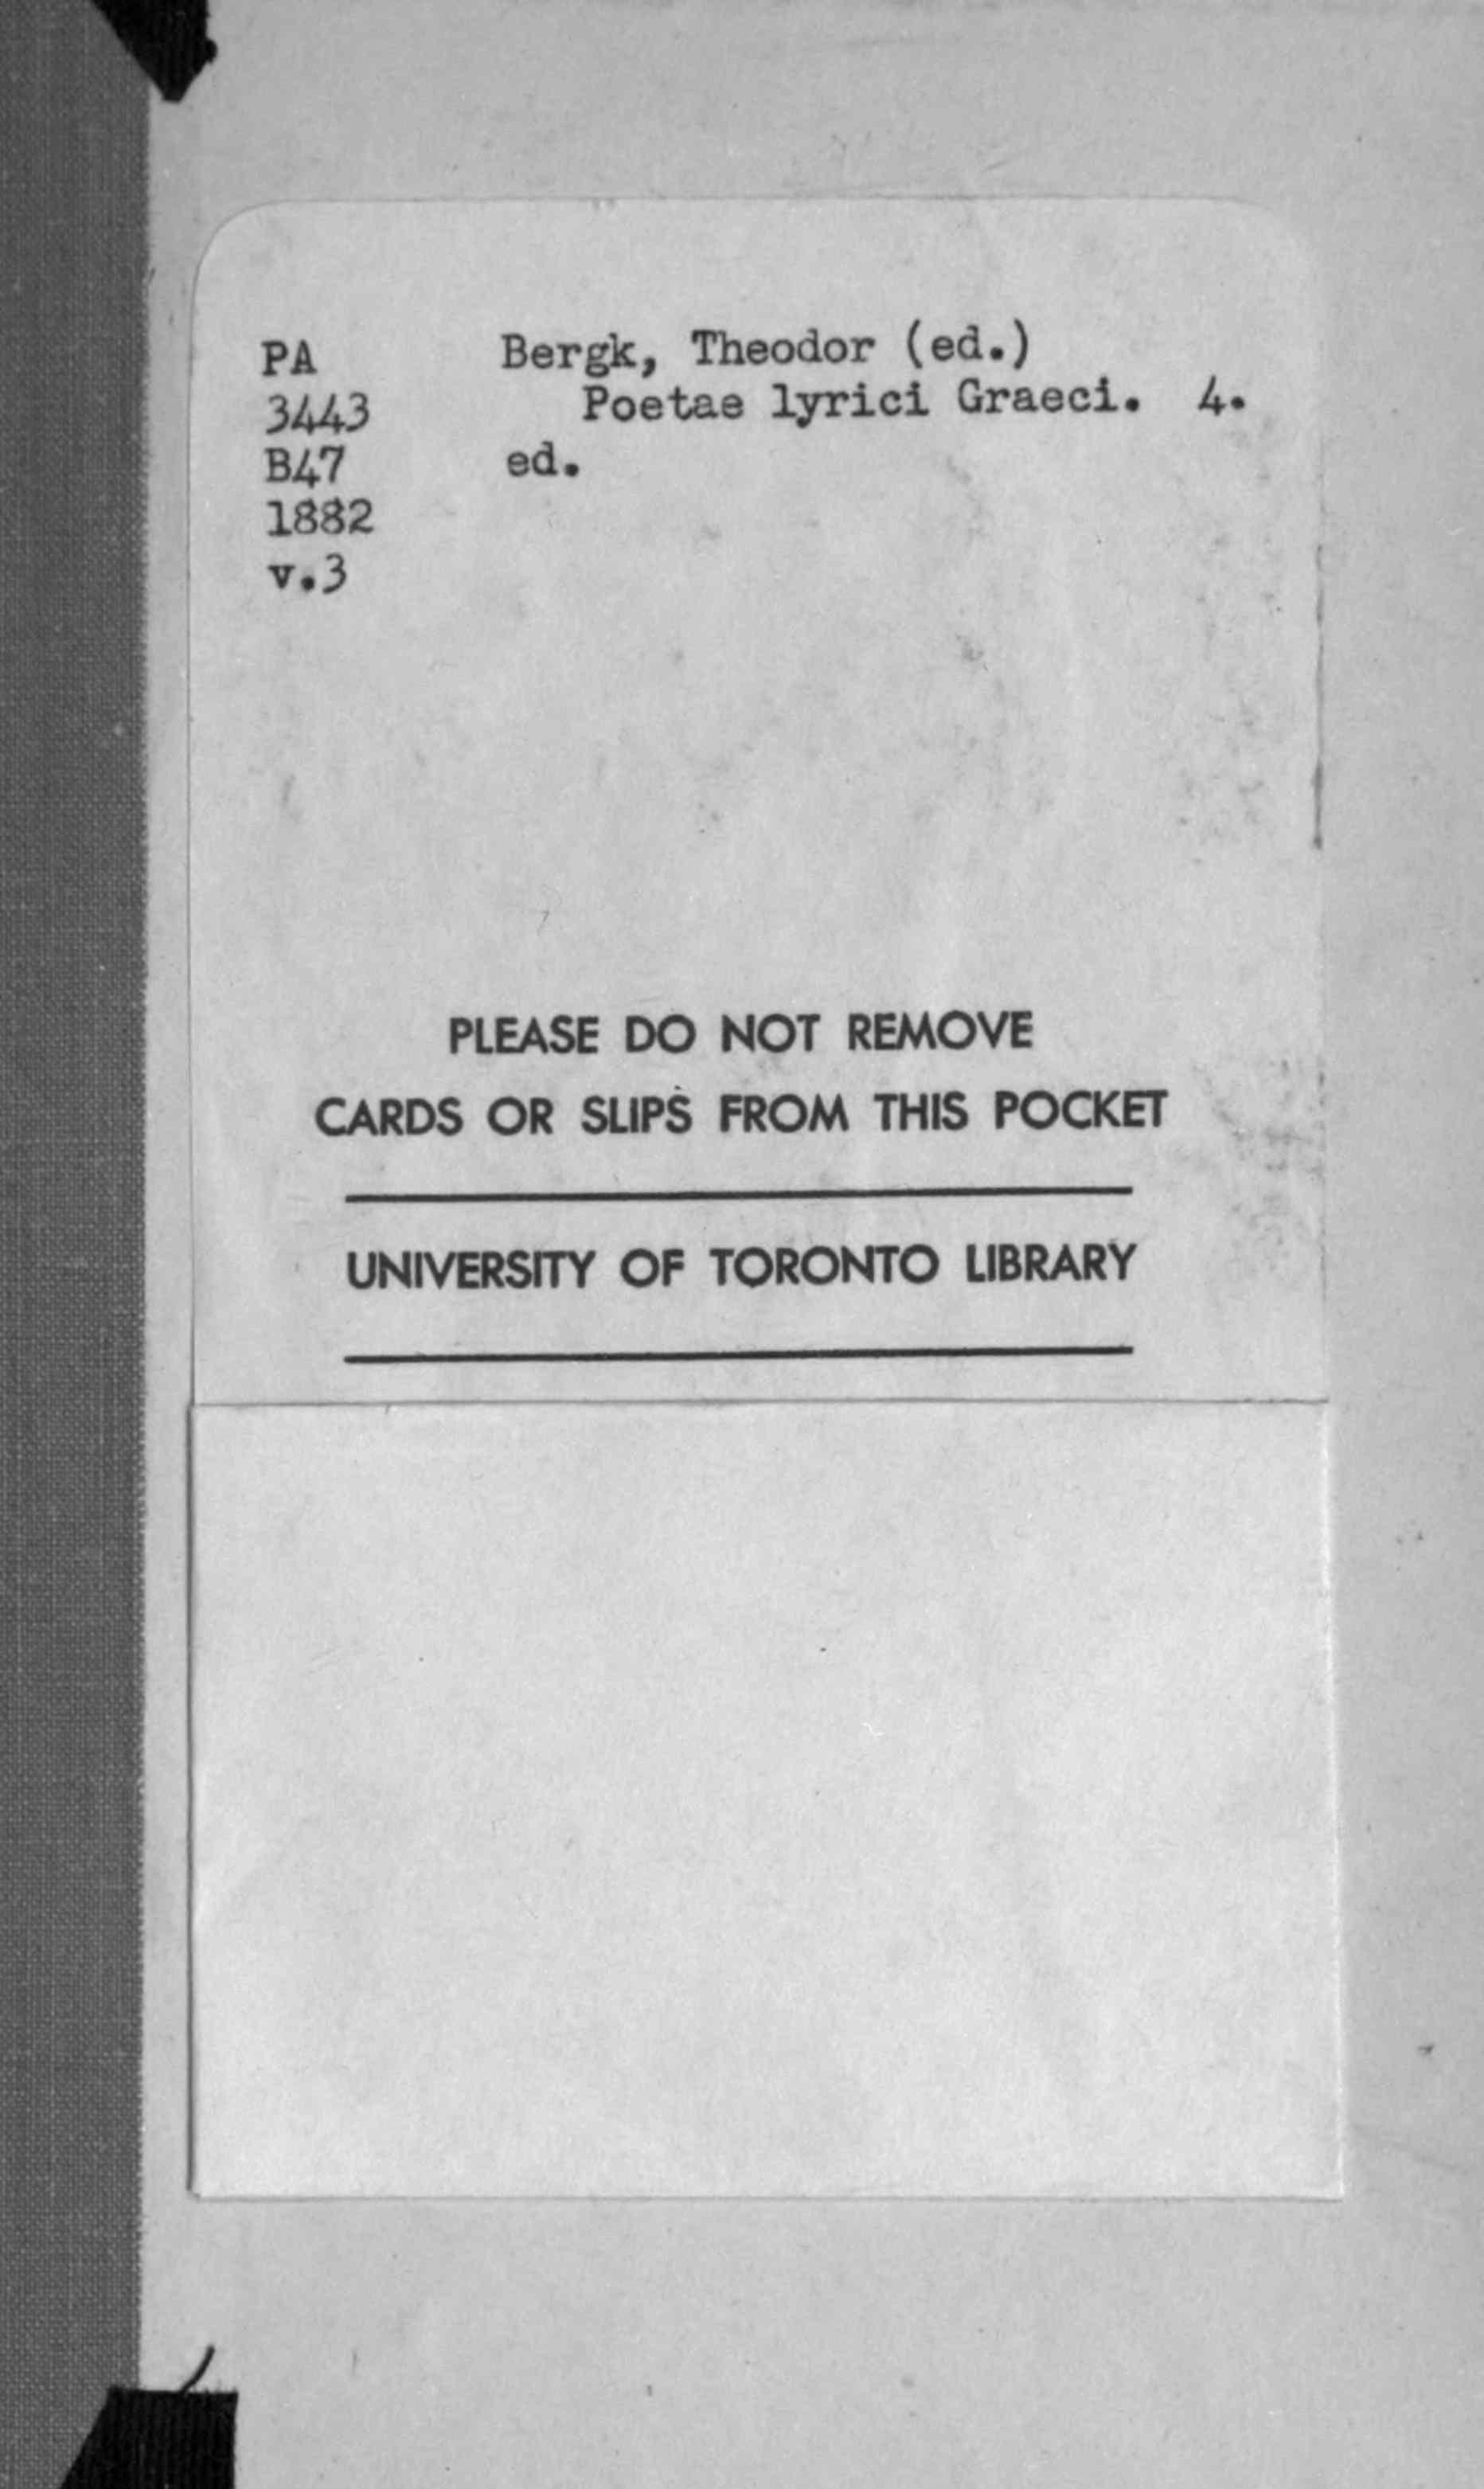 PA
3443
B47
1882
v.3
Bergk, Theodor (ed.)
Poetae lyrici Graeci. 4.
ed.
PLEASE DO NOT REMOVE
CARDS OR SLIPS FROM THIS POCKET
UNIVERSITY OF TORONTO LIBRARY